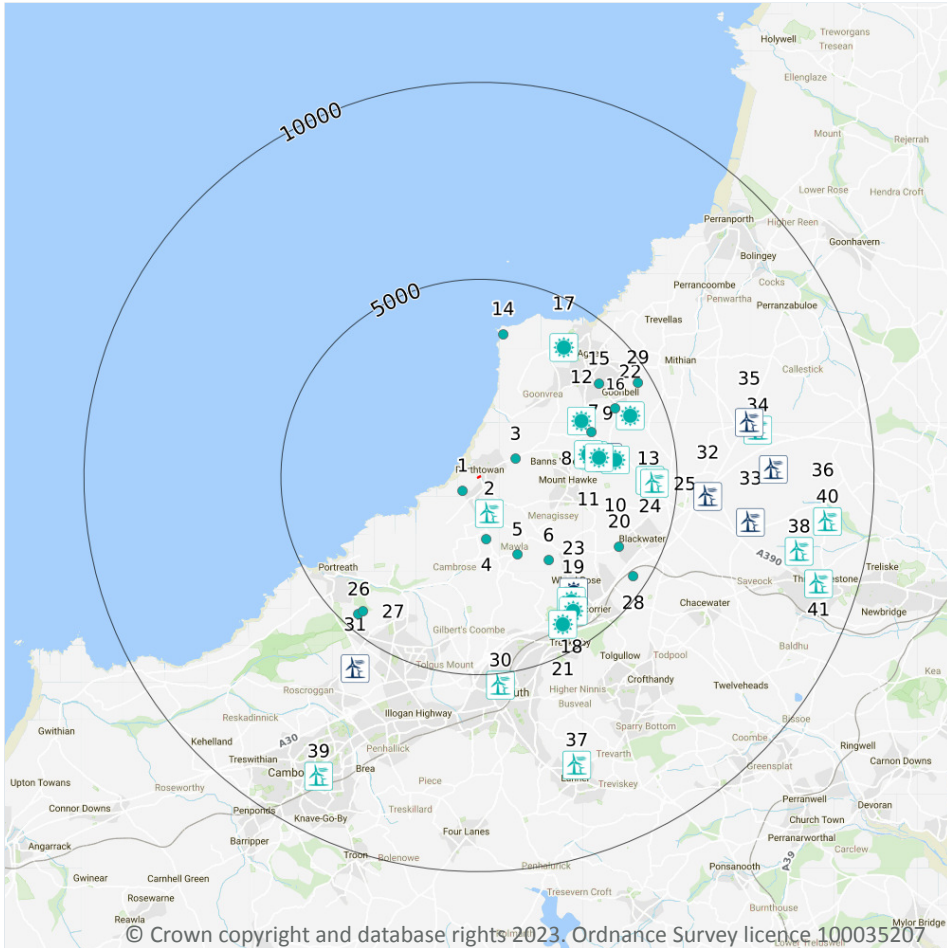 Holywell
Treworgans
Tresean
Ellenglaze
10000
Mount
Rejerrah
Lower Rose
Hendra Croft
Perranporth
Higher Reen
Goonhavern
Bolingey
Perrancoombe
Cocks
Penwartha
Perranzabuloe
5000
14
17
Trevellas
Mithian
Callestick
15
29
12
16
22
35
Goonvrea
Goonbell
34
7
9
3
1
Porthtowan
Banns
8
13
32
2
Mount Hawke
33
36
25
11
10
24
40
Menagissey
20
38
5
6
Blackwater
4
Mawla
23
A390
Cambrose
19
Portreath
Threemilestone
Treliske
Saveock
26
27
28
Chacewater
41
Newbridge
31
Gilbert's Coombe
18
Baldhu
30
21
Tolgullow
Todpool
Tolgus Mount
Kea
Roscroggan
Crofthandy
Higher Ninnis
Twelveheads
Busveal
Reskadinnick
Illogan Highway
Sparry Bottom
Bissoe
Gwithian
Kehelland
A30
37
Coombe
Ringwell
39
Penhallick
Trevarth
Treswithian
Greensplat
Carnon Downs
Upton Towans
Brea
Lanner
Roseworthy
Piece
Treviskey
Connor Downs
Penponds
Treskillard
Perranwell
Devoran
Knave-Go-By
Church Town
Angarrack
Barripper
Four Lanes
Perranarworthal
Troon
Bolenowe
A39
Carclew
Gwinear
Carnhell Green
Penhalurick
Ponsanooth
Rosewarne
Tresevern Croft
Burnthouse
Reawla
Mylor Bridge
© Crown copyright and database rights 2023. Ordnance Survey licence 100035207